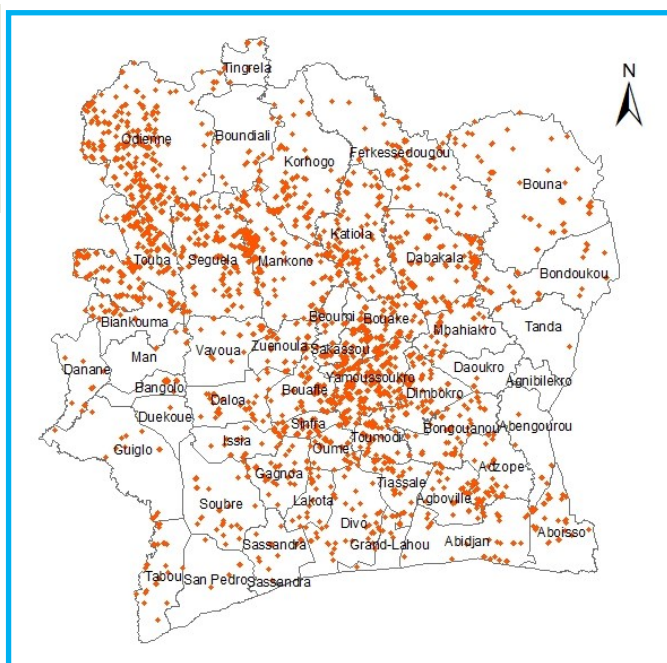 N
Tingrela
Odienne
Boundiali
Korhogo
Ferkessedougou
Bouna
Katiola
Touba
Seguela
Mankono
Dabakala
Bondoukou
Biankouma
Beoumi
Bouake
Mbahiakro
Tanda
Man
Vavoua
Zuenoula
Sakassou
Danane
Daoukro
Bangolo
Yamoussoukro
Agnibilekro
Daloa
Bouafle
Dimbokro
Duekoue
Sinfra
Bongouanou
Abengourou
Guiglo
Issia
Oume
Toumodi
Gagnoa
Adzope
Tiassale
Soubre
Lakota
Agboville
Divo
Aboisso
Sassandra
Grand-Lahou
Abidjan
Tabou
San Pedro
Sassandra